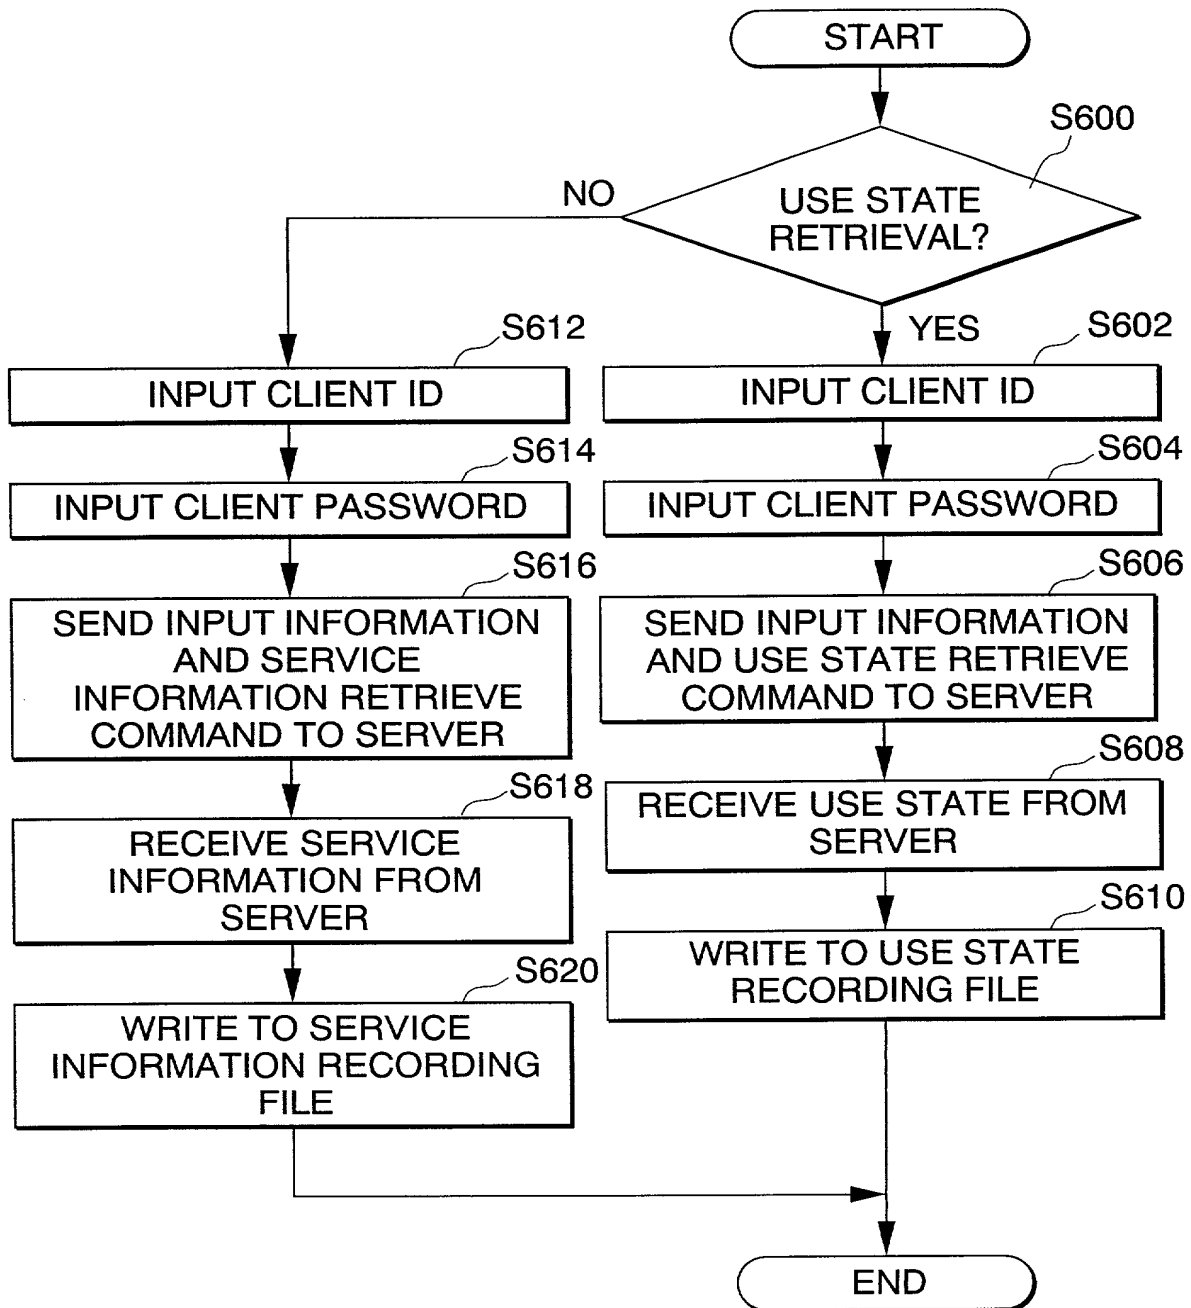 START
S600
USE STATE
RETRIEVAL?
NO
YES
S612
INPUT CLIENT ID
S614
INPUT CLIENT PASSWORD
S616
SEND INPUT INFORMATION
AND SERVICE
INFORMATION RETRIEVE
COMMAND TO SERVER
S618
RECEIVE SERVICE
INFORMATION FROM
SERVER
S620
WRITE TO SERVICE
INFORMATION RECORDING
FILE
S602
INPUT CLIENT ID
S604
INPUT CLIENT PASSWORD
S606
SEND INPUT INFORMATION
AND USE STATE RETRIEVE
COMMAND TO SERVER
S608
RECEIVE USE STATE FROM
SERVER
S610
WRITE TO USE STATE
RECORDING FILE
END